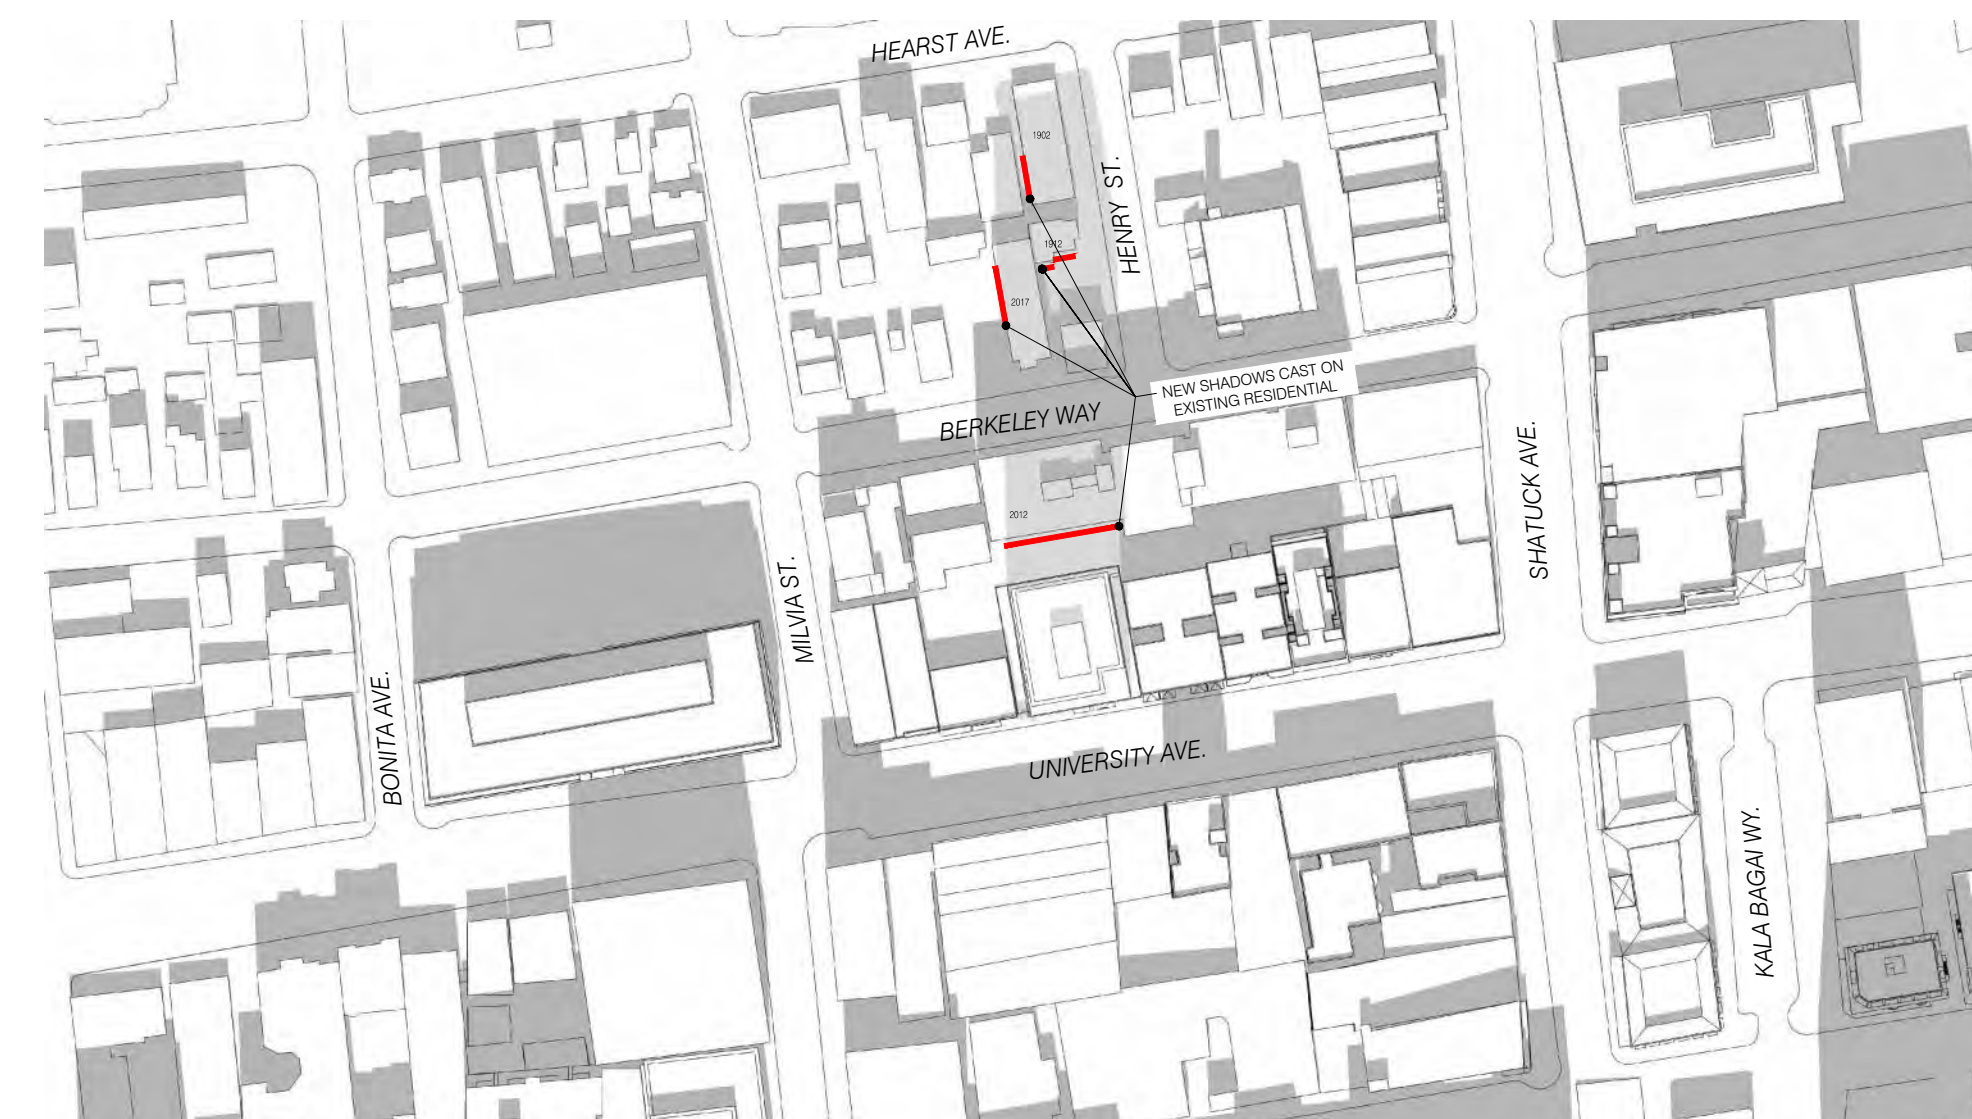 HEARST AVE.
1902
HENRY ST.
1912
2017
NEW SHADOWS CAST ON
EXISTING RESIDENTIAL
BERKELEY WAY
2012
SHATUCK AVE.
MILVIA ST.
BONITA AVE.
UNIVERSITY AVE.
KALA BAGAI WY.